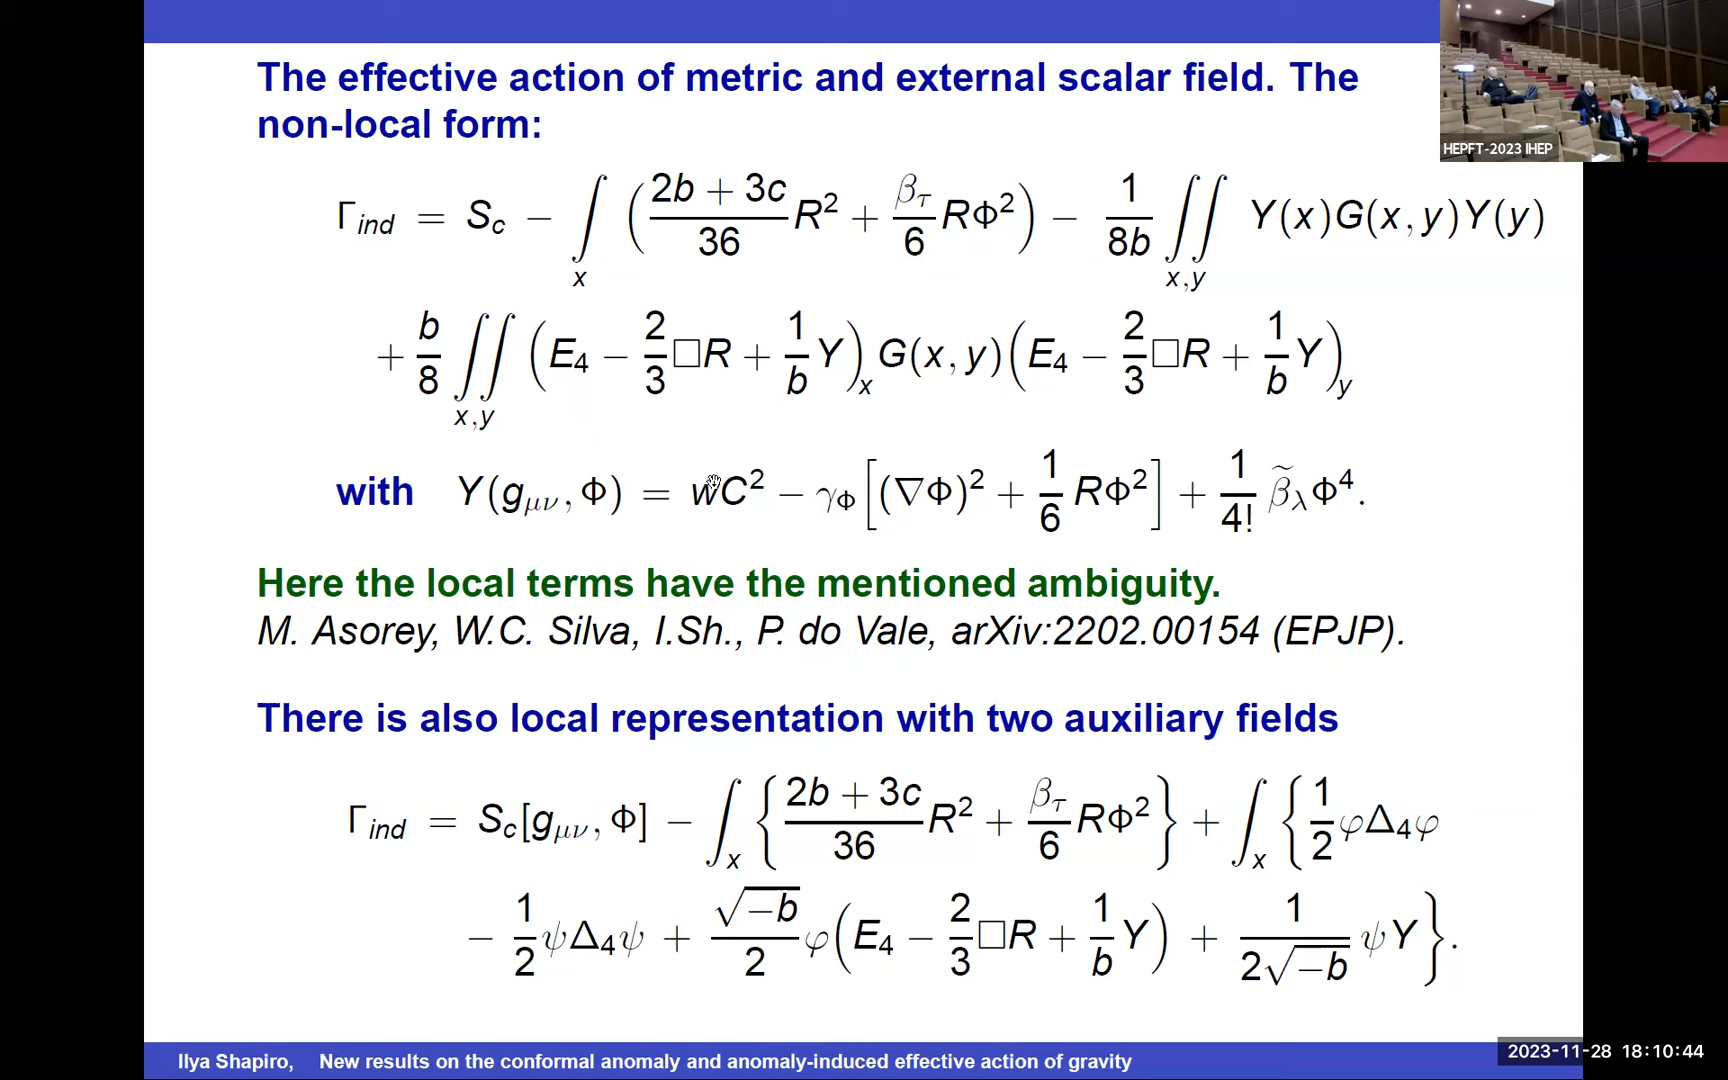 The effective action of metric and external scalar field. The
non-local form:
HEPFT-2023 IHEP
Γ_ind = S_c − ∫_x ( (2b + 3c)/36 R² + β_τ/6 RΦ² ) − 1/(8b) ∬_{x,y} Y(x)G(x, y)Y(y)
+ b/8 ∬_{x,y} ( E₄ − 2/3 □R + 1/b Y )_x G(x, y) ( E₄ − 2/3 □R + 1/b Y )_y
with Y(g_{μν}, Φ) = wC² − γ_Φ [ (∇Φ)² + 1/6 RΦ² ] + 1/4! β̃_λ Φ⁴.
Here the local terms have the mentioned ambiguity.
M. Asorey, W.C. Silva, I.Sh., P. do Vale, arXiv:2202.00154 (EPJP).
There is also local representation with two auxiliary fields
Γ_ind = S_c[g_{μν}, Φ] − ∫_x { (2b + 3c)/36 R² + β_τ/6 RΦ² } + ∫_x { 1/2 φΔ₄φ
− 1/2 ψΔ₄ψ + √−b/2 φ( E₄ − 2/3 □R + 1/b Y ) + 1/(2√−b) ψY }.
Ilya Shapiro, New results on the conformal anomaly and anomaly-induced effective action of gravity
2023-11-28 18:10:44